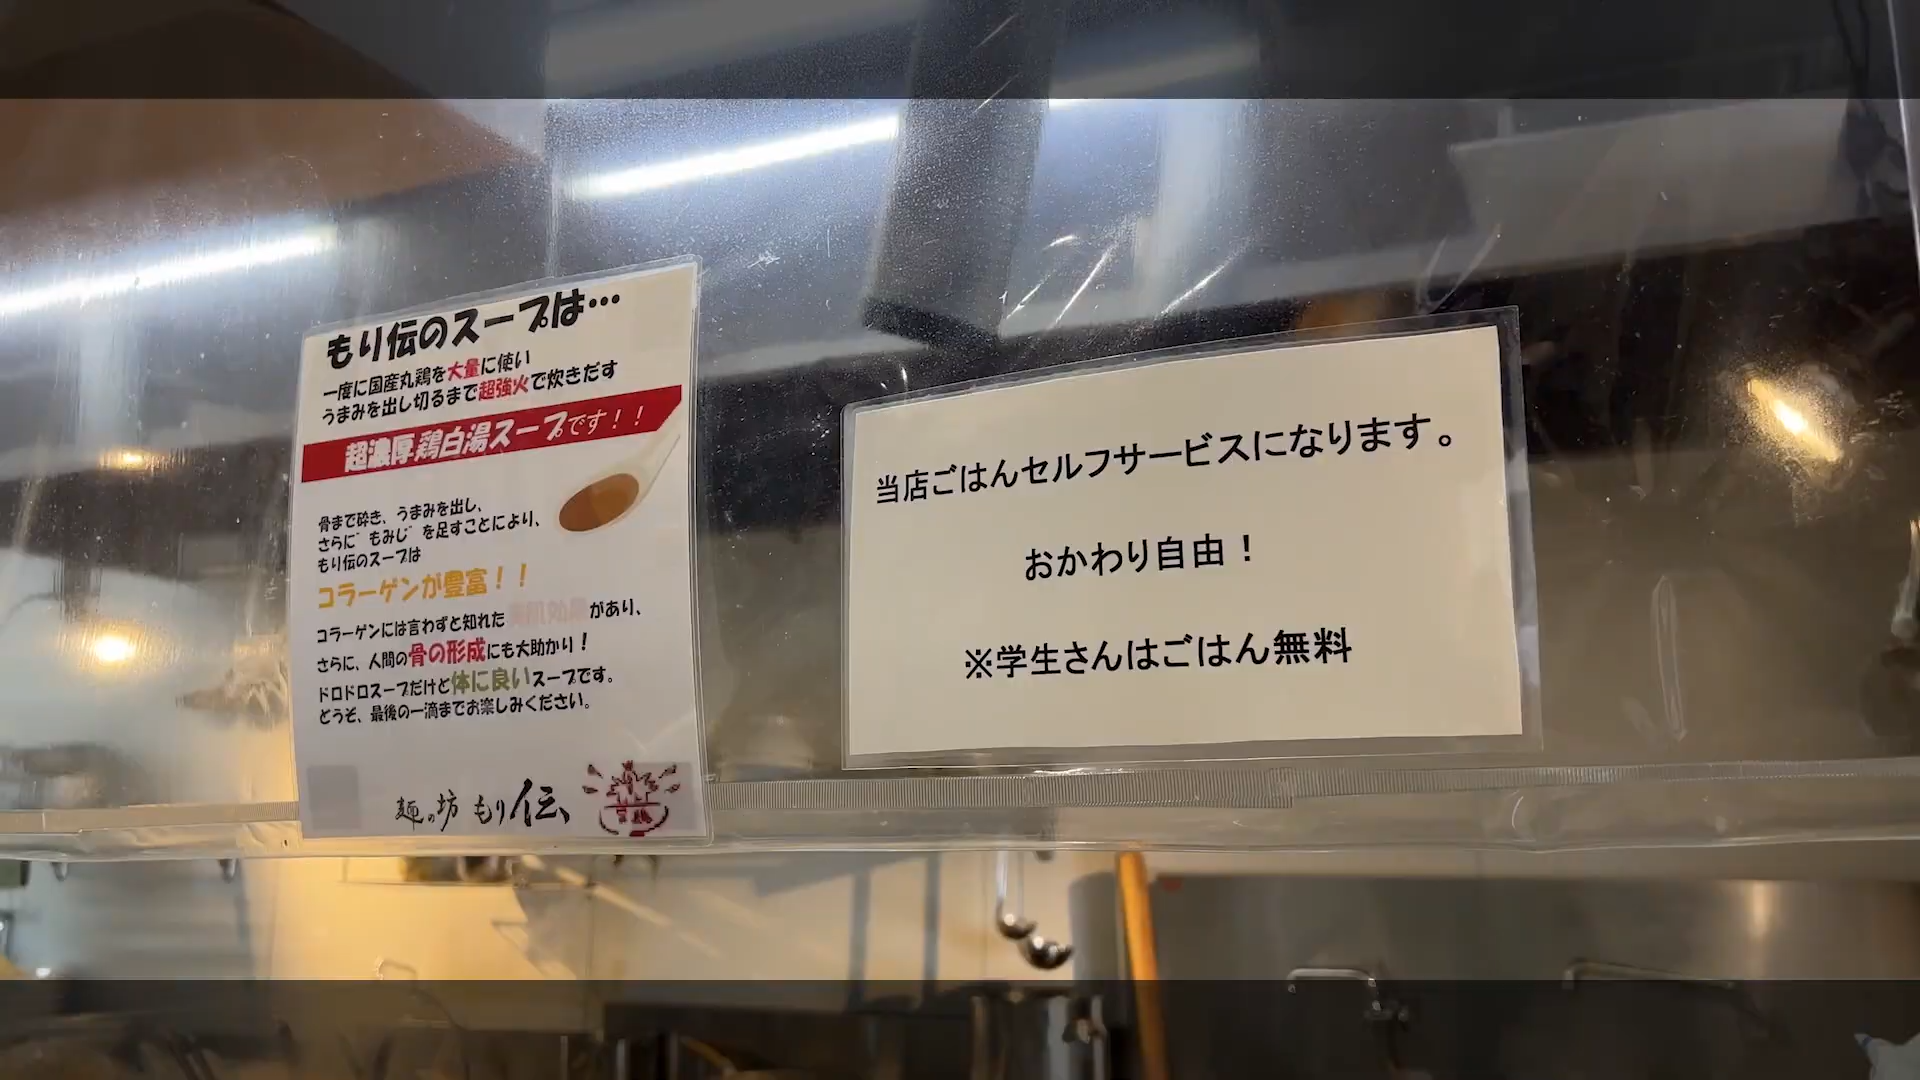 もり伝のスープは…
一度に国産丸鶏を大量に使い
うまみを出し切るまで超強火で炊きだす
超濃厚鶏白湯スープです！！
骨まで砕き、うまみを出し、
さらに"もみじ"を足すことにより、
もり伝のスープは
コラーゲンが豊富！！
コラーゲンには言わずと知れた美肌効果があり、
さらに、人間の骨の形成にも大助かり！
ドロドロスープだけど体に良いスープです。
どうぞ、最後の一滴までお楽しみください。
麺の坊 もり伝
当店ごはんセルフサービスになります。
おかわり自由！
※学生さんはごはん無料